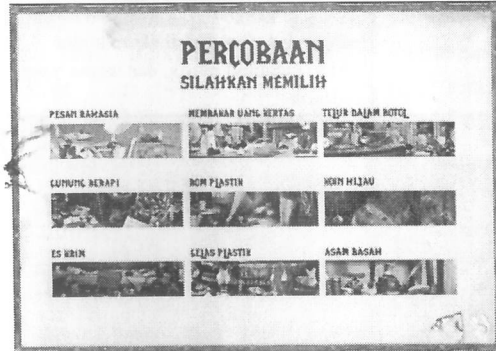 PERCOBAAN
SILAHKAN MEMILIH
PESAN RAHASIA
MEMBAKAR UANG KERTAS
TELUR DALAM BOTOL
GUNUNG BERAPI
BOM PLASTIK
KOIN HIJAU
ES KRIM
GELAS PLASTIK
ASAM BASAH